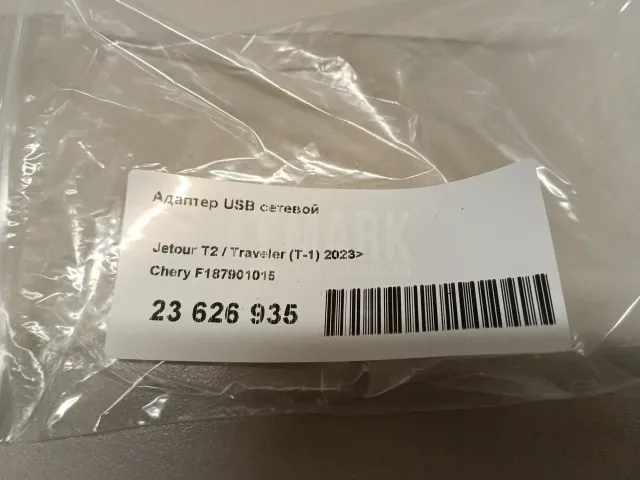 Адаптер USB сетевой
Jetour T2 / Traveler (T-1) 2023>
Chery F187901015
23 626 935